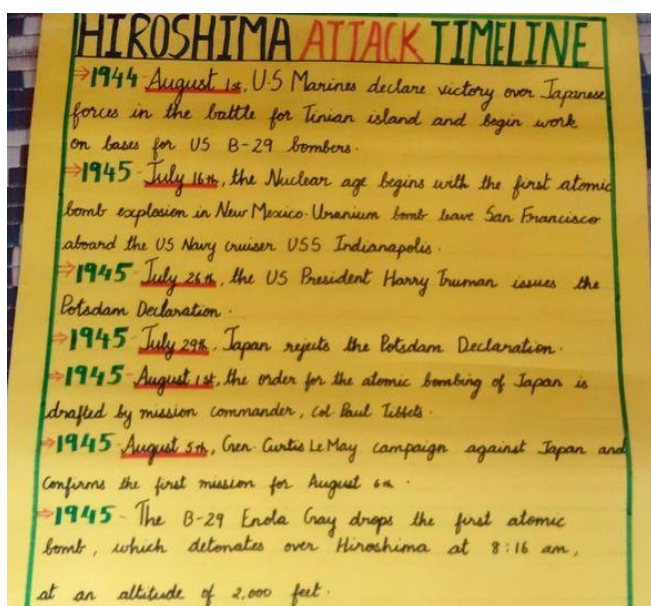 HIROSHIMA ATTACK TIMELINE
→1944-August 1st, U.S Marines declare victory over Japanese
forces in the battle for Tinian island and begin work
on bases for US B-29 bombers.
→1945-July 16th, the Nuclear age begins with the first atomic
bomb explosion in New Mexico. Uranium bomb leave San Francisco
aboard the US Navy cruiser USS Indianapolis.
→1945-July 26th, the US President Harry Truman issues the
Potsdam Declaration.
→1945-July 29th, Japan rejects the Potsdam Declaration.
→1945-August 1st, the order for the atomic bombing of Japan is
drafted by mission commander, Col. Paul Tibbets.
→1945-August 5th, Gen. Curtis LeMay campaign against Japan and
confirms the first mission for August 6th.
→1945-The B-29 Enola Gay drops the first atomic
bomb, which detonates over Hiroshima at 8:16 am,
at an altitude of 2,000 feet.